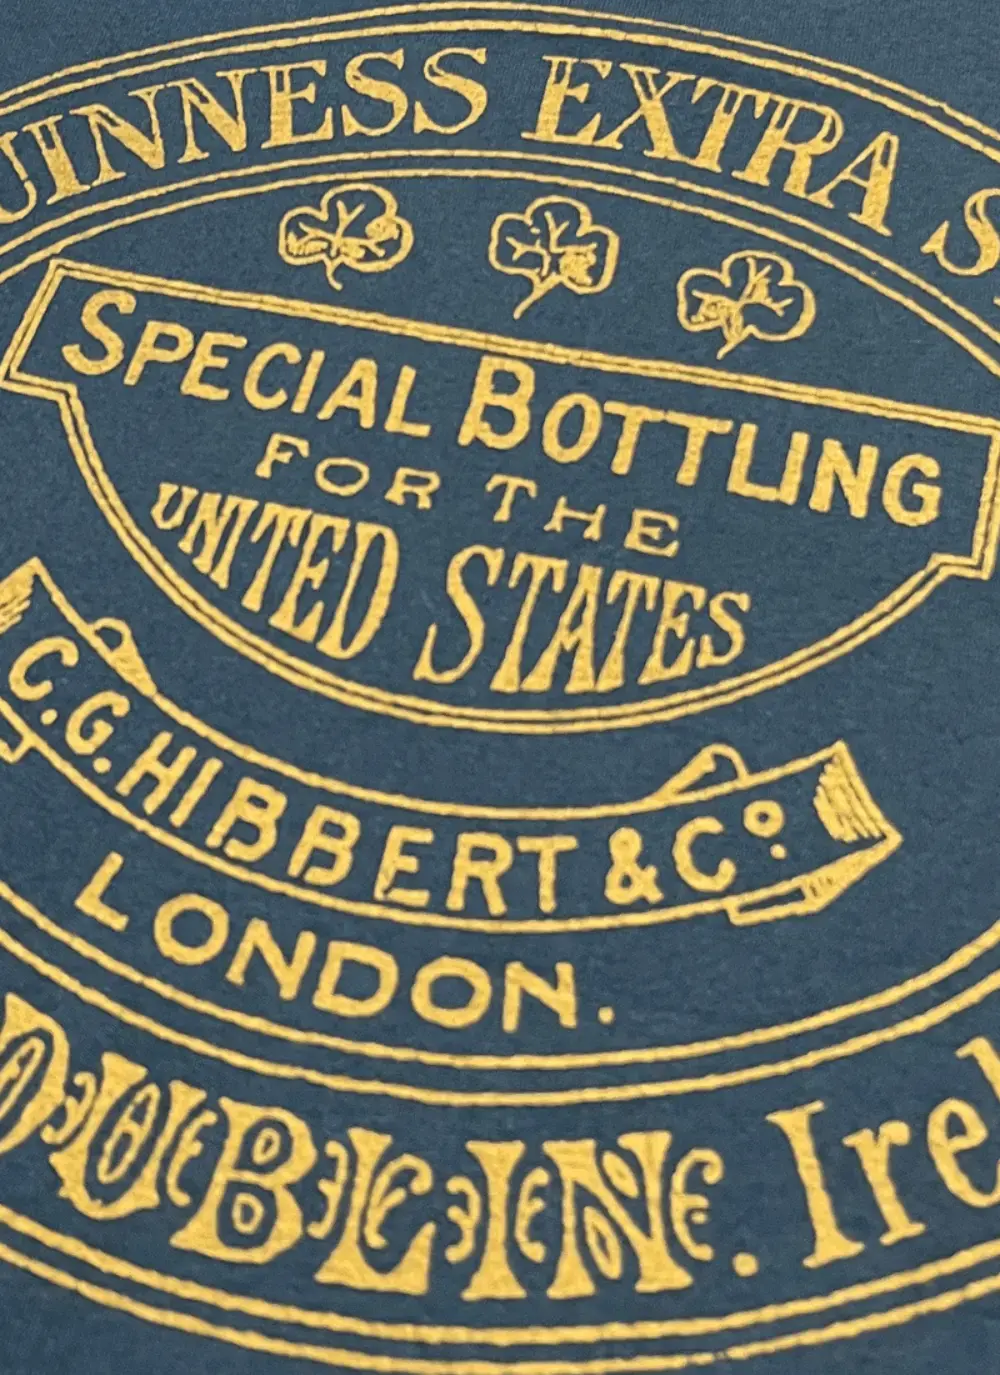 UINNESS EXTRA S
SPECIAL BOTTLING
FOR THE
UNITED STATES
C.G. HIBBERT & Cº
LONDON.
DUBLIN. Irel